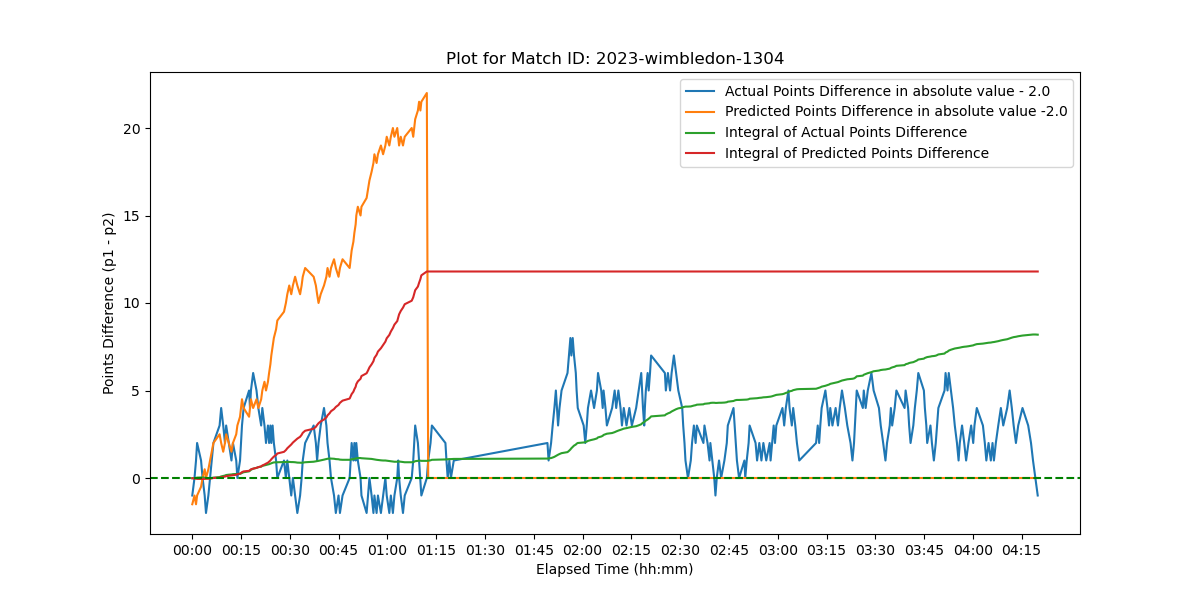 Plot for Match ID: 2023-wimbledon-1304
Actual Points Difference in absolute value - 2.0
Predicted Points Difference in absolute value -2.0
Integral of Actual Points Difference
Integral of Predicted Points Difference
Points Difference (p1 - p2)
20
15
10
5
0
00:00 00:15 00:30 00:45 01:00 01:15 01:30 01:45 02:00 02:15 02:30 02:45 03:00 03:15 03:30 03:45 04:00 04:15
Elapsed Time (hh:mm)